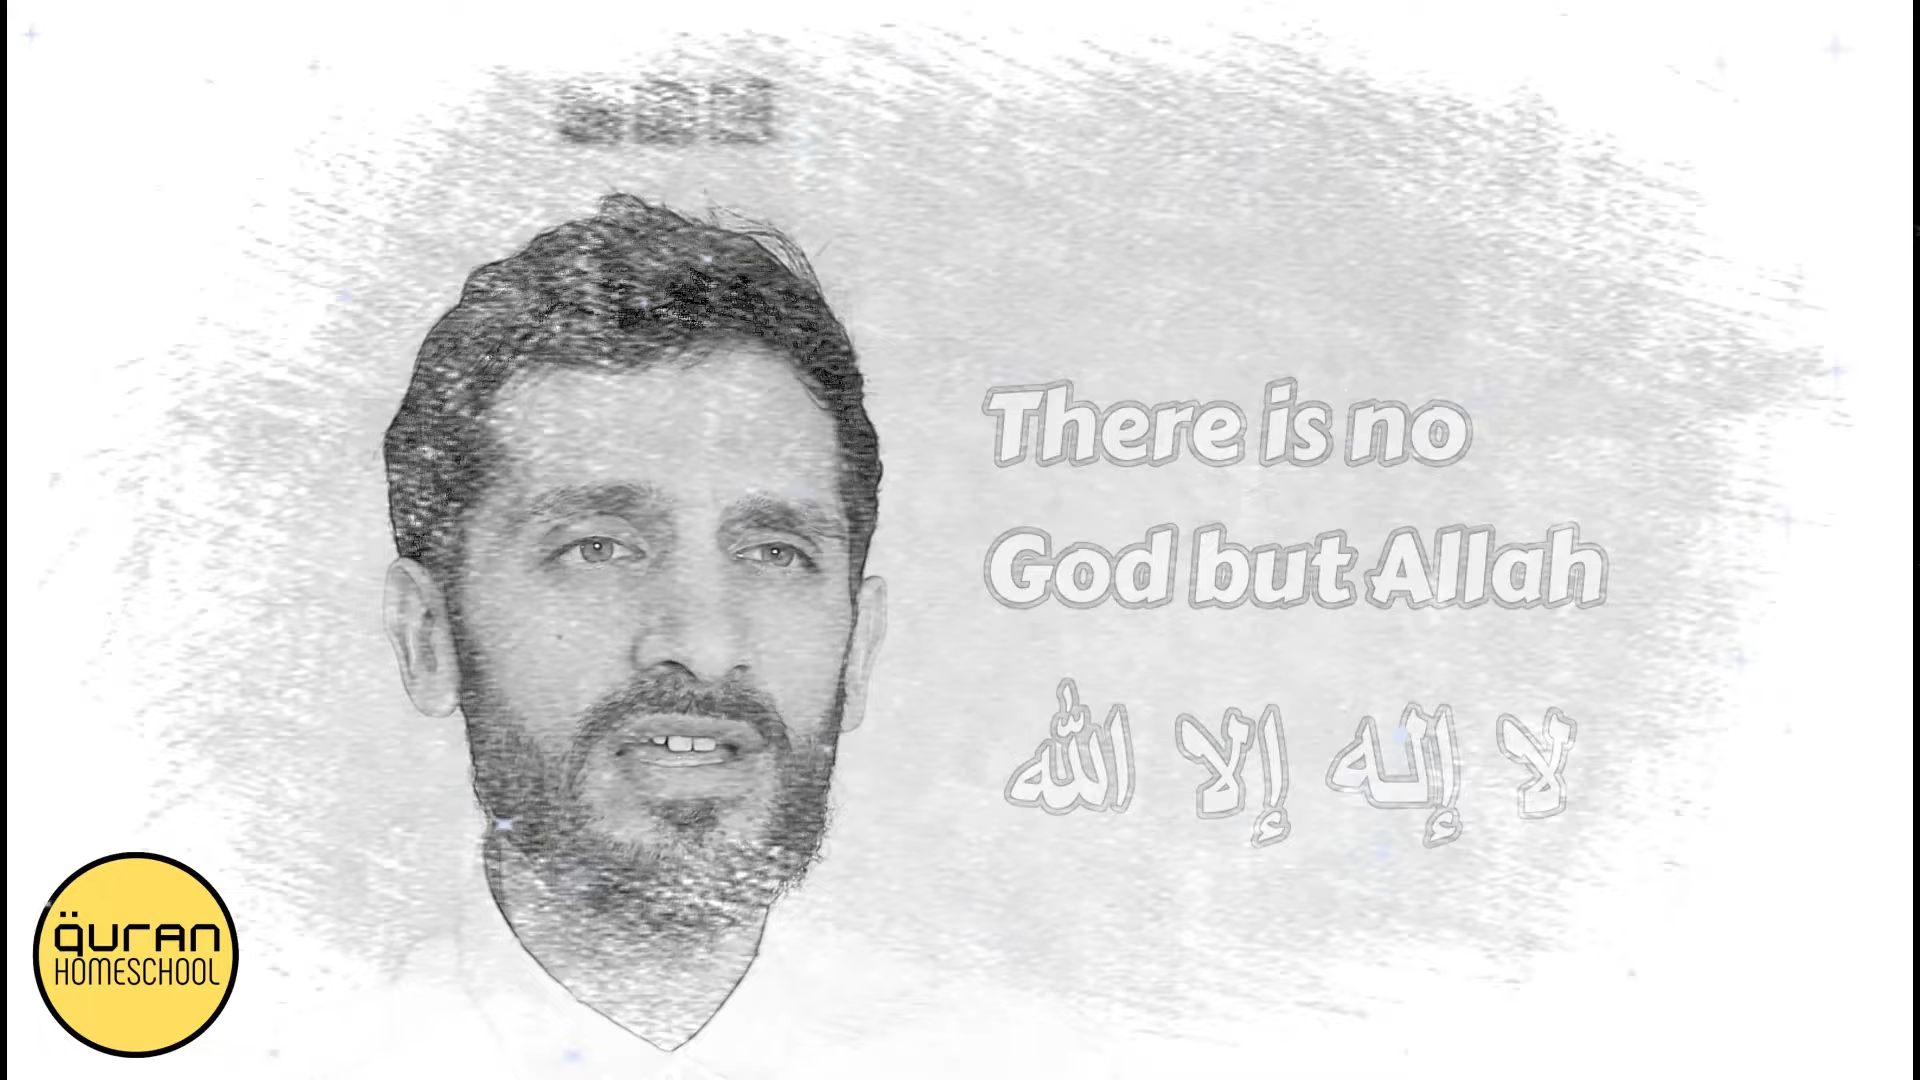 There is no
God but Allah
لا إله إلا الله
QURAN
HOMESCHOOL